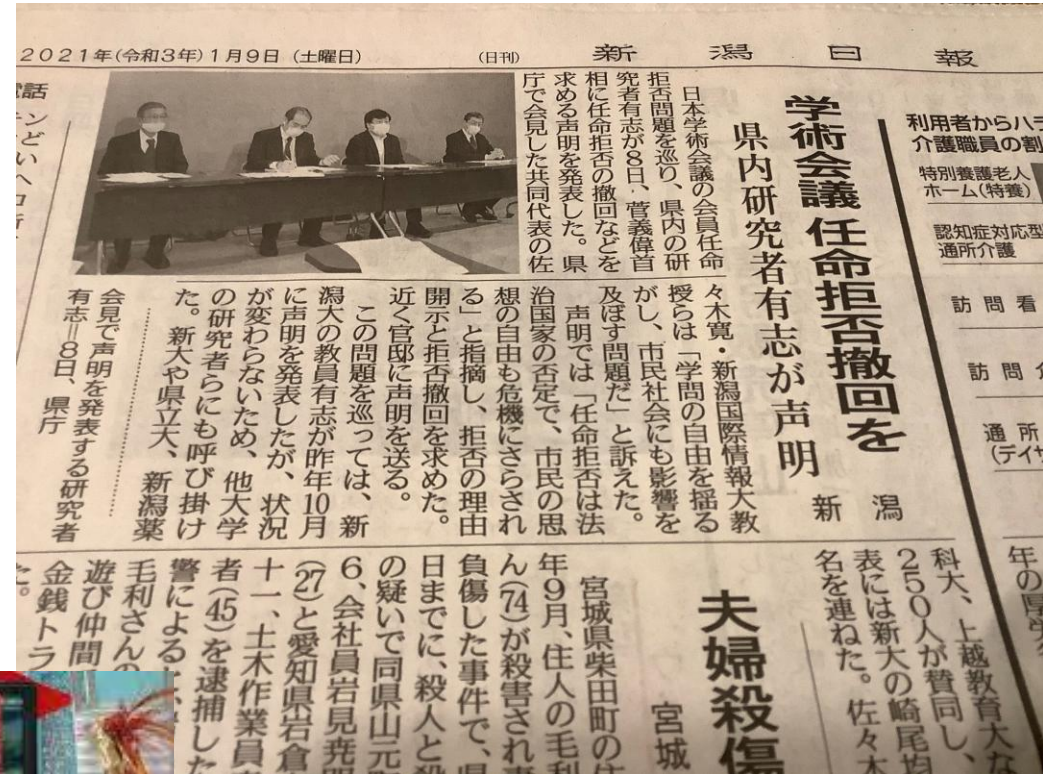 2021年(令和3年)1月9日(土曜日)
(日刊)
新潟日報
利用者からハラ
介護職員の割
特別養護老人
ホーム(特養)
認知症対応型
通所介護
訪問看
訪問
通所
(デイサ
学術会議 任命拒否撤回を
県内研究者有志が声明
新潟
日本学術会議の会員任命
拒否問題を巡り、県内の研
究者有志が8日、菅義偉首
相に任命拒否の撤回などを
求める声明を発表した。県
庁で会見した共同代表の佐
々木寛・新潟国際情報大教
授らは「学問の自由を揺る
がし、市民社会にも影響を
及ぼす問題だ」と訴えた。
声明では「任命拒否は法
治国家の否定で、市民の思
想の自由も危機にさらされ
る」と指摘し、拒否の理由
開示と拒否撤回を求めた。
近く官邸に声明を送る。
この問題を巡っては、新
潟大の教員有志が昨年10月
に声明を発表したが、状況
が変わらないため、他大学
の研究者らにも呼び掛け
た。新大や県立大、新潟薬
会見で声明を発表する研究者
有志=8日、県庁
科大、上越教育大な
250人が賛同し、
表には新大の崎尾均
名を連ねた。佐々木
夫婦殺傷
宮城
宮城県柴田町の住
年9月、住人の毛利
ん(74)が殺害され
負傷した事件で、県
日までに、殺人と殺
の疑いで同県山元
6、会社員岩見尭明
(27)と愛知県岩倉
十一、土木作業員
者(45)を逮捕した
警による
毛利さんの
遊び仲間
金銭トラ
た。